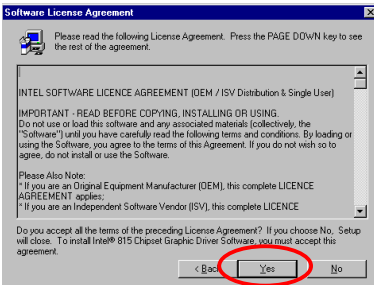 Software License Agreement
Please read the following License Agreement. Press the PAGE DOWN key to see
the rest of the agreement.
INTEL SOFTWARE LICENCE AGREEMENT (OEM / ISV Distribution & Single User)
IMPORTANT - READ BEFORE COPYING, INSTALLING OR USING.
Do not use or load this software and any associated materials (collectively, the
"Software") until you have carefully read the following terms and conditions. By loading or
using the Software, you agree to the terms of this Agreement. If you do not wish to so
agree, do not install or use the Software.
Please Also Note:
* If you are an Original Equipment Manufacturer (OEM), this complete LICENCE
AGREEMENT applies;
* If you are an Independent Software Vendor (ISV), this complete LICENCE
Do you accept all the terms of the preceding License Agreement? If you choose No, Setup
will close. To install Intel® 815 Chipset Graphic Driver Software, you must accept this
agreement.
< Back Yes No